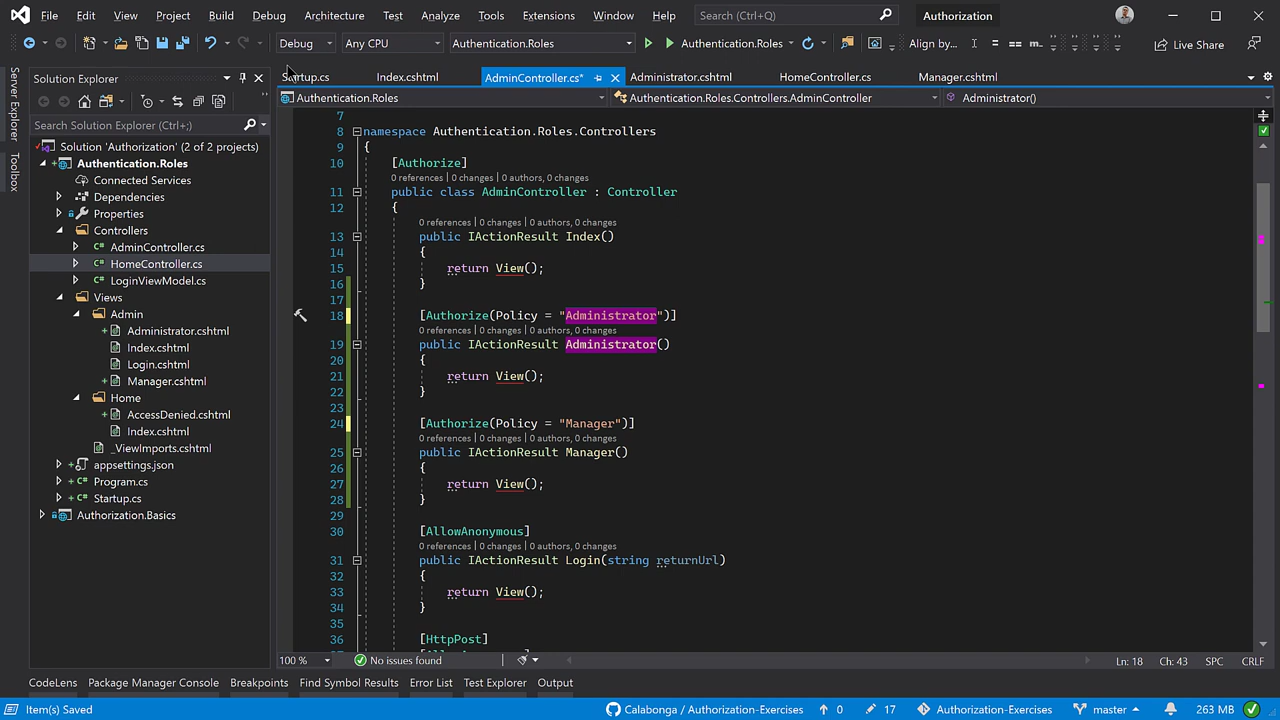 File Edit View Project Build Debug Architecture Test Analyze Tools Extensions Window Help Search (Ctrl+Q) Authorization
Debug Any CPU Authentication.Roles Authentication.Roles Align by... Live Share
Server Explorer
Toolbox
Solution Explorer
Search Solution Explorer (Ctrl+;)
Solution 'Authorization' (2 of 2 projects)
Authentication.Roles
Connected Services
Dependencies
Properties
Controllers
AdminController.cs
HomeController.cs
LoginViewModel.cs
Views
Admin
Administrator.cshtml
Index.cshtml
Login.cshtml
Manager.cshtml
Home
AccessDenied.cshtml
Index.cshtml
_ViewImports.cshtml
appsettings.json
Program.cs
Startup.cs
Authorization.Basics
Startup.cs Index.cshtml AdminController.cs* Administrator.cshtml HomeController.cs Manager.cshtml
Authentication.Roles Authentication.Roles.Controllers.AdminController Administrator()
7
8 namespace Authentication.Roles.Controllers
9 {
10 [Authorize]
0 references | 0 changes | 0 authors, 0 changes
11 public class AdminController : Controller
12 {
0 references | 0 changes | 0 authors, 0 changes
13 public IActionResult Index()
14 {
15 return View();
16 }
17
18 [Authorize(Policy = "Administrator")]
0 references | 0 changes | 0 authors, 0 changes
19 public IActionResult Administrator()
20 {
21 return View();
22 }
23
24 [Authorize(Policy = "Manager")]
0 references | 0 changes | 0 authors, 0 changes
25 public IActionResult Manager()
26 {
27 return View();
28 }
29
30 [AllowAnonymous]
0 references | 0 changes | 0 authors, 0 changes
31 public IActionResult Login(string returnUrl)
32 {
33 return View();
34 }
35
36 [HttpPost]
100 % No issues found Ln: 18 Ch: 43 SPC CRLF
CodeLens Package Manager Console Breakpoints Find Symbol Results Error List Test Explorer Output
Item(s) Saved Calabonga / Authorization-Exercises 0 17 Authorization-Exercises master 263 MB